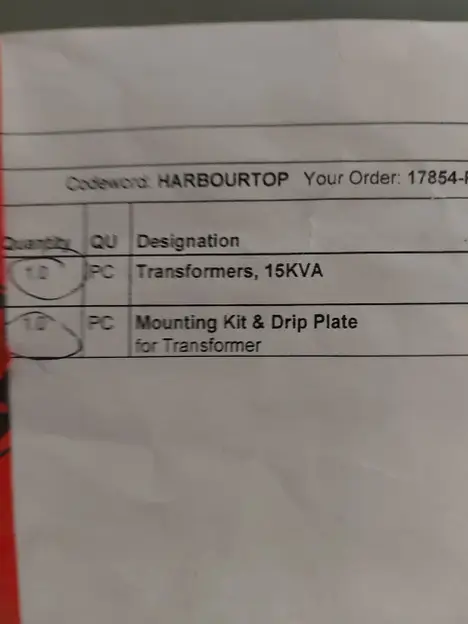 Codeword: HARBOURTOP Your Order: 17854-
Quantity QU Designation
1.0 PC Transformers, 15KVA
1.0 PC Mounting Kit & Drip Plate
for Transformer